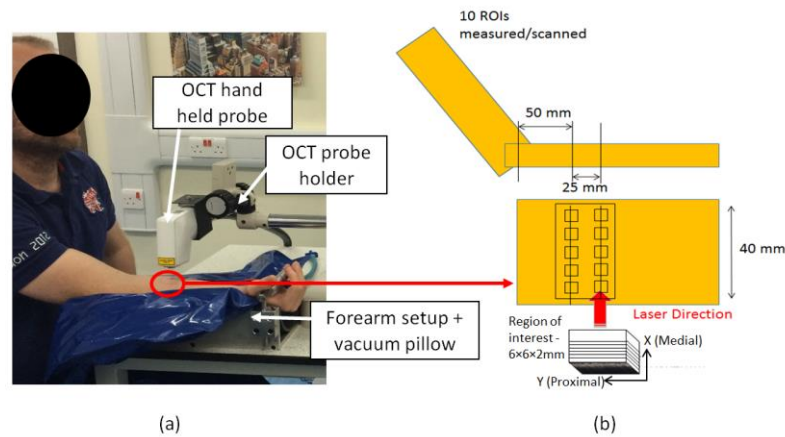 OCT hand
held probe
OCT probe
holder
Forearm setup +
vacuum pillow
on 2012
(a)
10 ROIs
measured/scanned
50 mm
25 mm
40 mm
Laser Direction
Region of
interest -
6×6×2mm
X (Medial)
Y (Proximal)
(b)